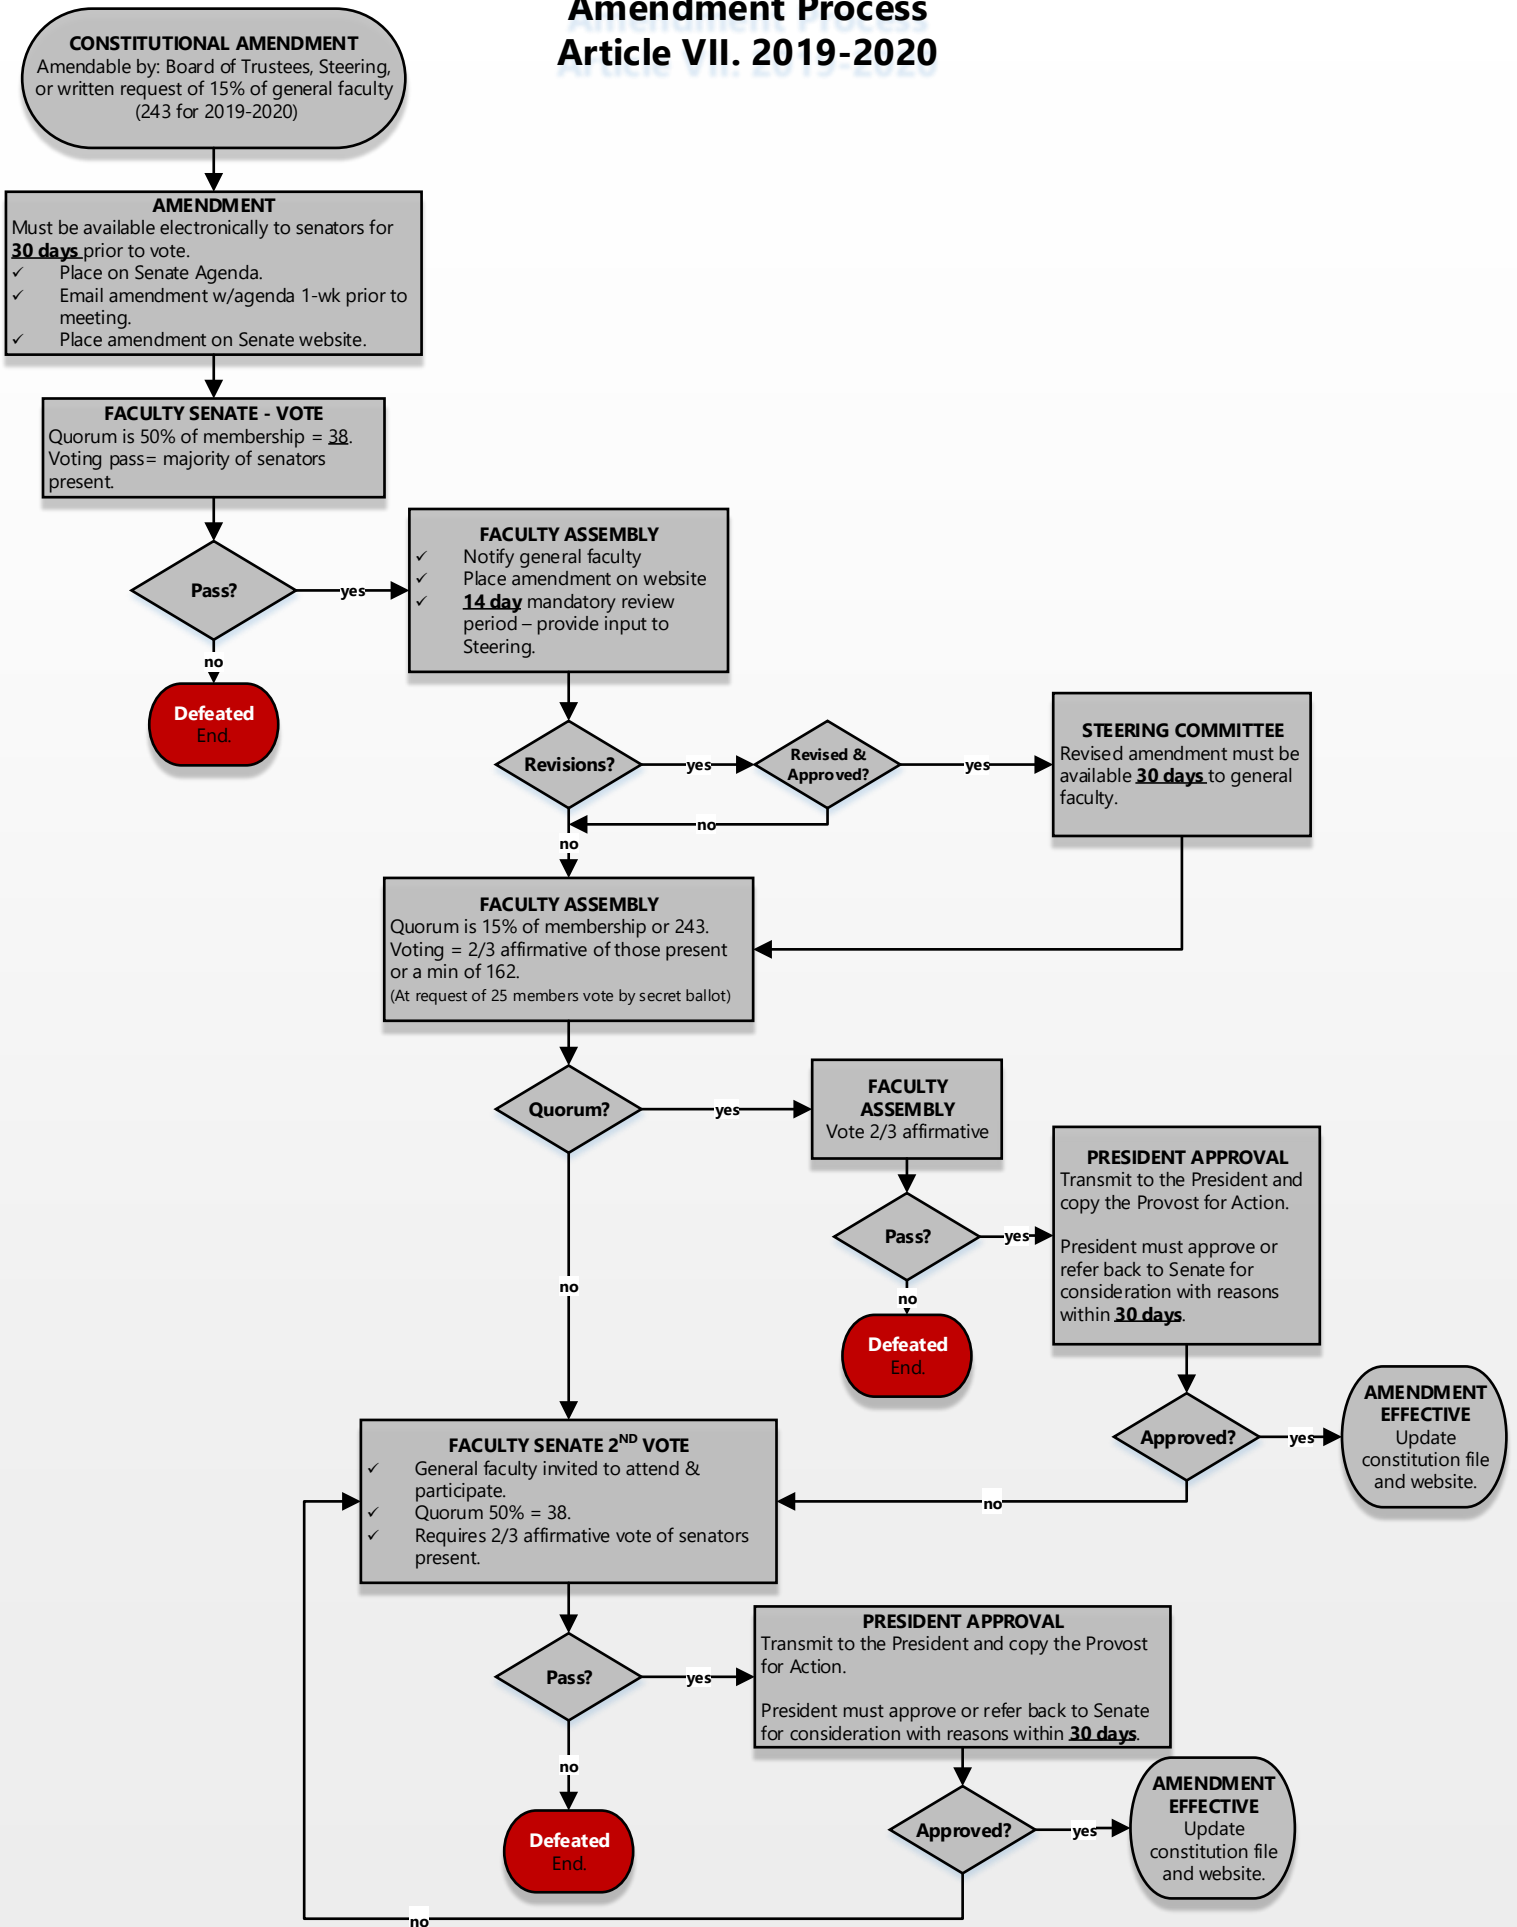 Amendment Process
Article VII. 2019-2020
CONSTITUTIONAL AMENDMENT
Amendable by: Board of Trustees, Steering,
or written request of 15% of general faculty
(243 for 2019-2020)
AMENDMENT
Must be available electronically to senators for
30 days prior to vote.
✓ Place on Senate Agenda.
✓ Email amendment w/agenda 1-wk prior to
meeting.
✓ Place amendment on Senate website.
FACULTY SENATE - VOTE
Quorum is 50% of membership = 38.
Voting pass= majority of senators
present.
Pass?
yes
no
Defeated
End.
FACULTY ASSEMBLY
✓ Notify general faculty
✓ Place amendment on website
✓ 14 day mandatory review
period – provide input to
Steering.
Revisions?
yes
Revised &
Approved?
yes
STEERING COMMITTEE
Revised amendment must be
available 30 days to general
faculty.
no
no
FACULTY ASSEMBLY
Quorum is 15% of membership or 243.
Voting = 2/3 affirmative of those present
or a min of 162.
(At request of 25 members vote by secret ballot)
Quorum?
yes
no
FACULTY
ASSEMBLY
Vote 2/3 affirmative
Pass?
yes
no
Defeated
End.
PRESIDENT APPROVAL
Transmit to the President and
copy the Provost for Action.
President must approve or
refer back to Senate for
consideration with reasons
within 30 days.
Approved?
yes
no
AMENDMENT
EFFECTIVE
Update
constitution file
and website.
FACULTY SENATE 2ND VOTE
✓ General faculty invited to attend &
participate.
✓ Quorum 50% = 38.
✓ Requires 2/3 affirmative vote of senators
present.
Pass?
yes
no
Defeated
End.
PRESIDENT APPROVAL
Transmit to the President and copy the Provost
for Action.
President must approve or refer back to Senate
for consideration with reasons within 30 days.
Approved?
yes
no
AMENDMENT
EFFECTIVE
Update
constitution file
and website.